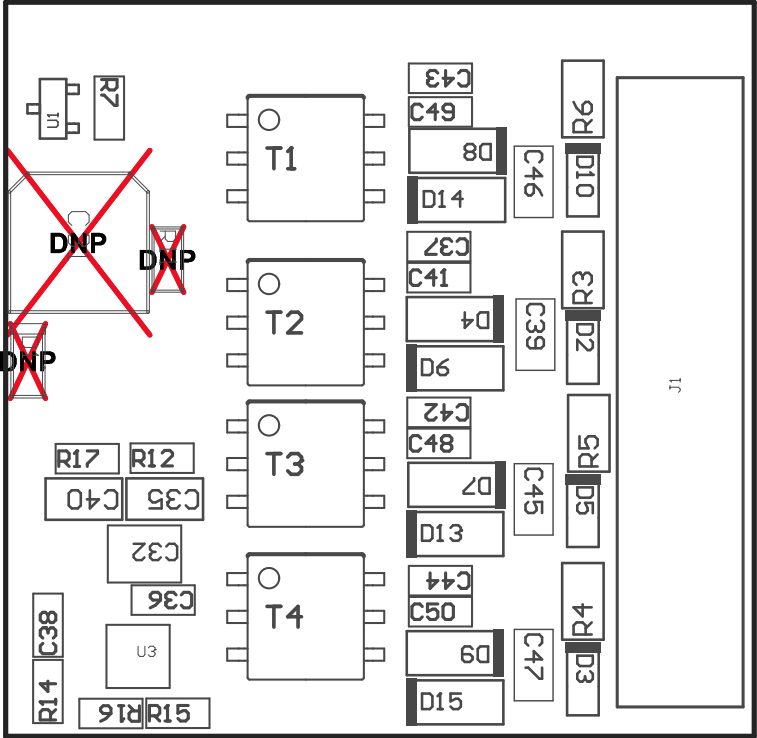 U1
R7
DNP
DNP
DNP
T1
T2
T3
T4
C43
C49
D8
D14
C46
R6
D10
C37
C41
D4
D6
C39
R3
D2
C42
C48
D7
D13
C45
R5
D5
C44
C50
D9
D15
C47
R4
D3
J1
R17
R12
C40
C35
C32
C36
C38
U3
R14
R16
R15